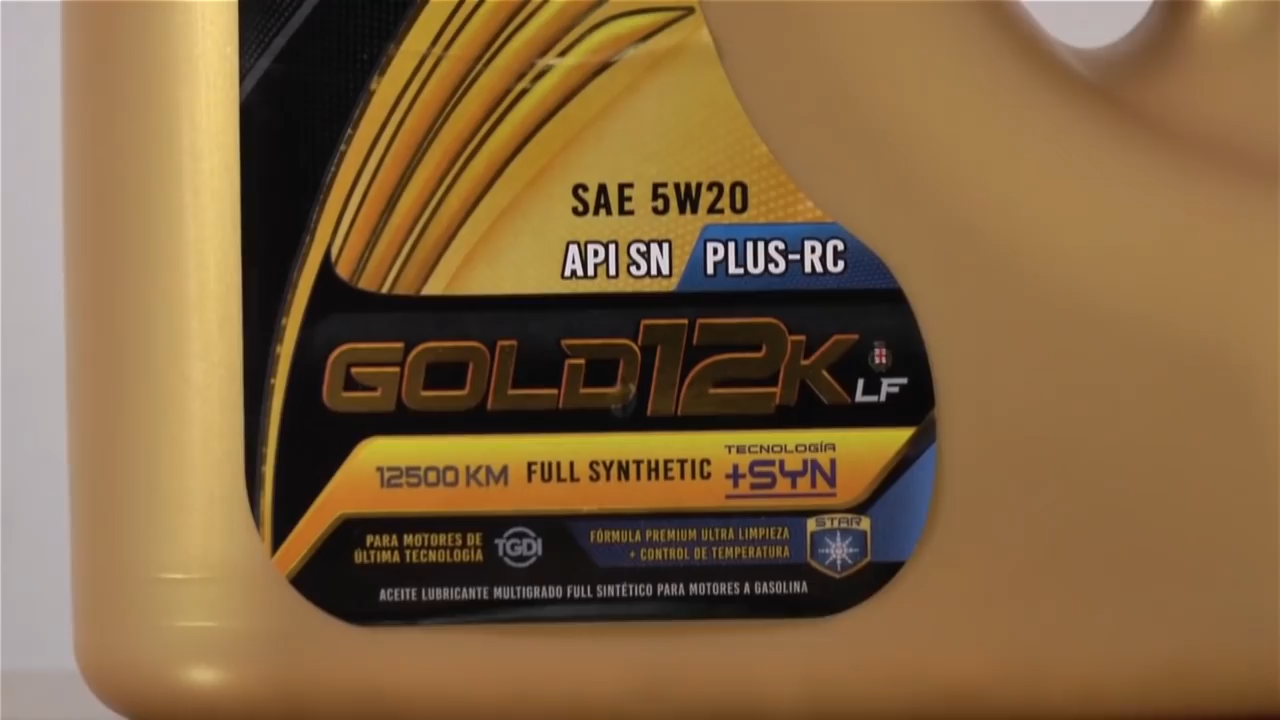 SAE 5W20
API SN PLUS-RC
GOLD12K LF
12500 KM FULL SYNTHETIC TECNOLOGÍA +SYN
PARA MOTORES DE
ÚLTIMA TECNOLOGÍA
TGDI
FÓRMULA PREMIUM ULTRA LIMPIEZA
+ CONTROL DE TEMPERATURA
STAR
ACEITE LUBRICANTE MULTIGRADO FULL SINTÉTICO PARA MOTORES A GASOLINA